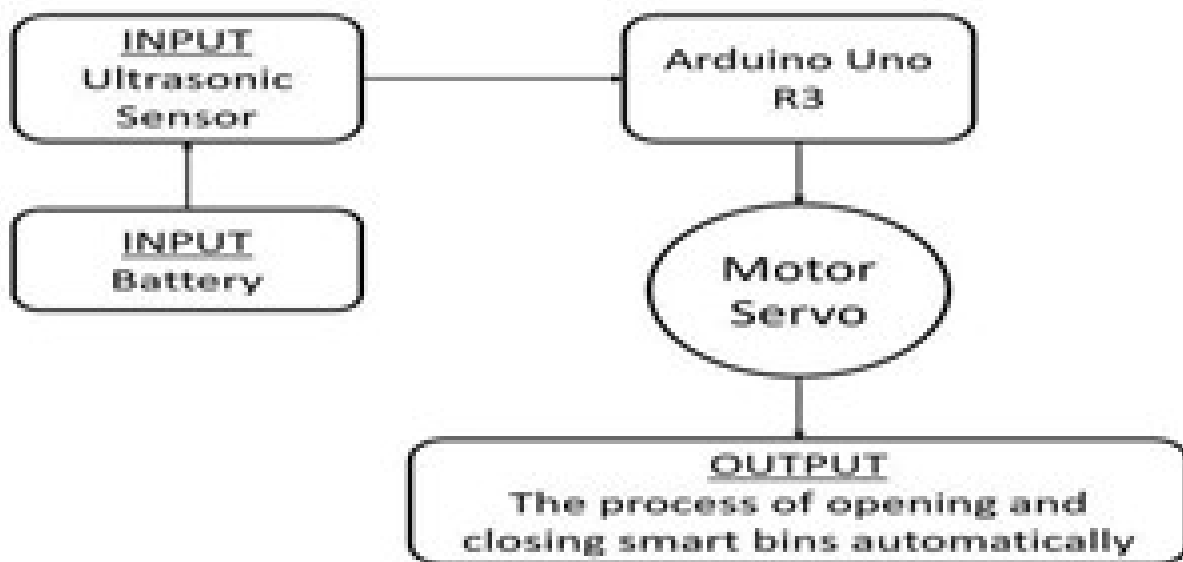 INPUT
Ultrasonic
Sensor
Arduino Uno
R3
INPUT
Battery
Motor
Servo
OUTPUT
The process of opening and
closing smart bins automatically